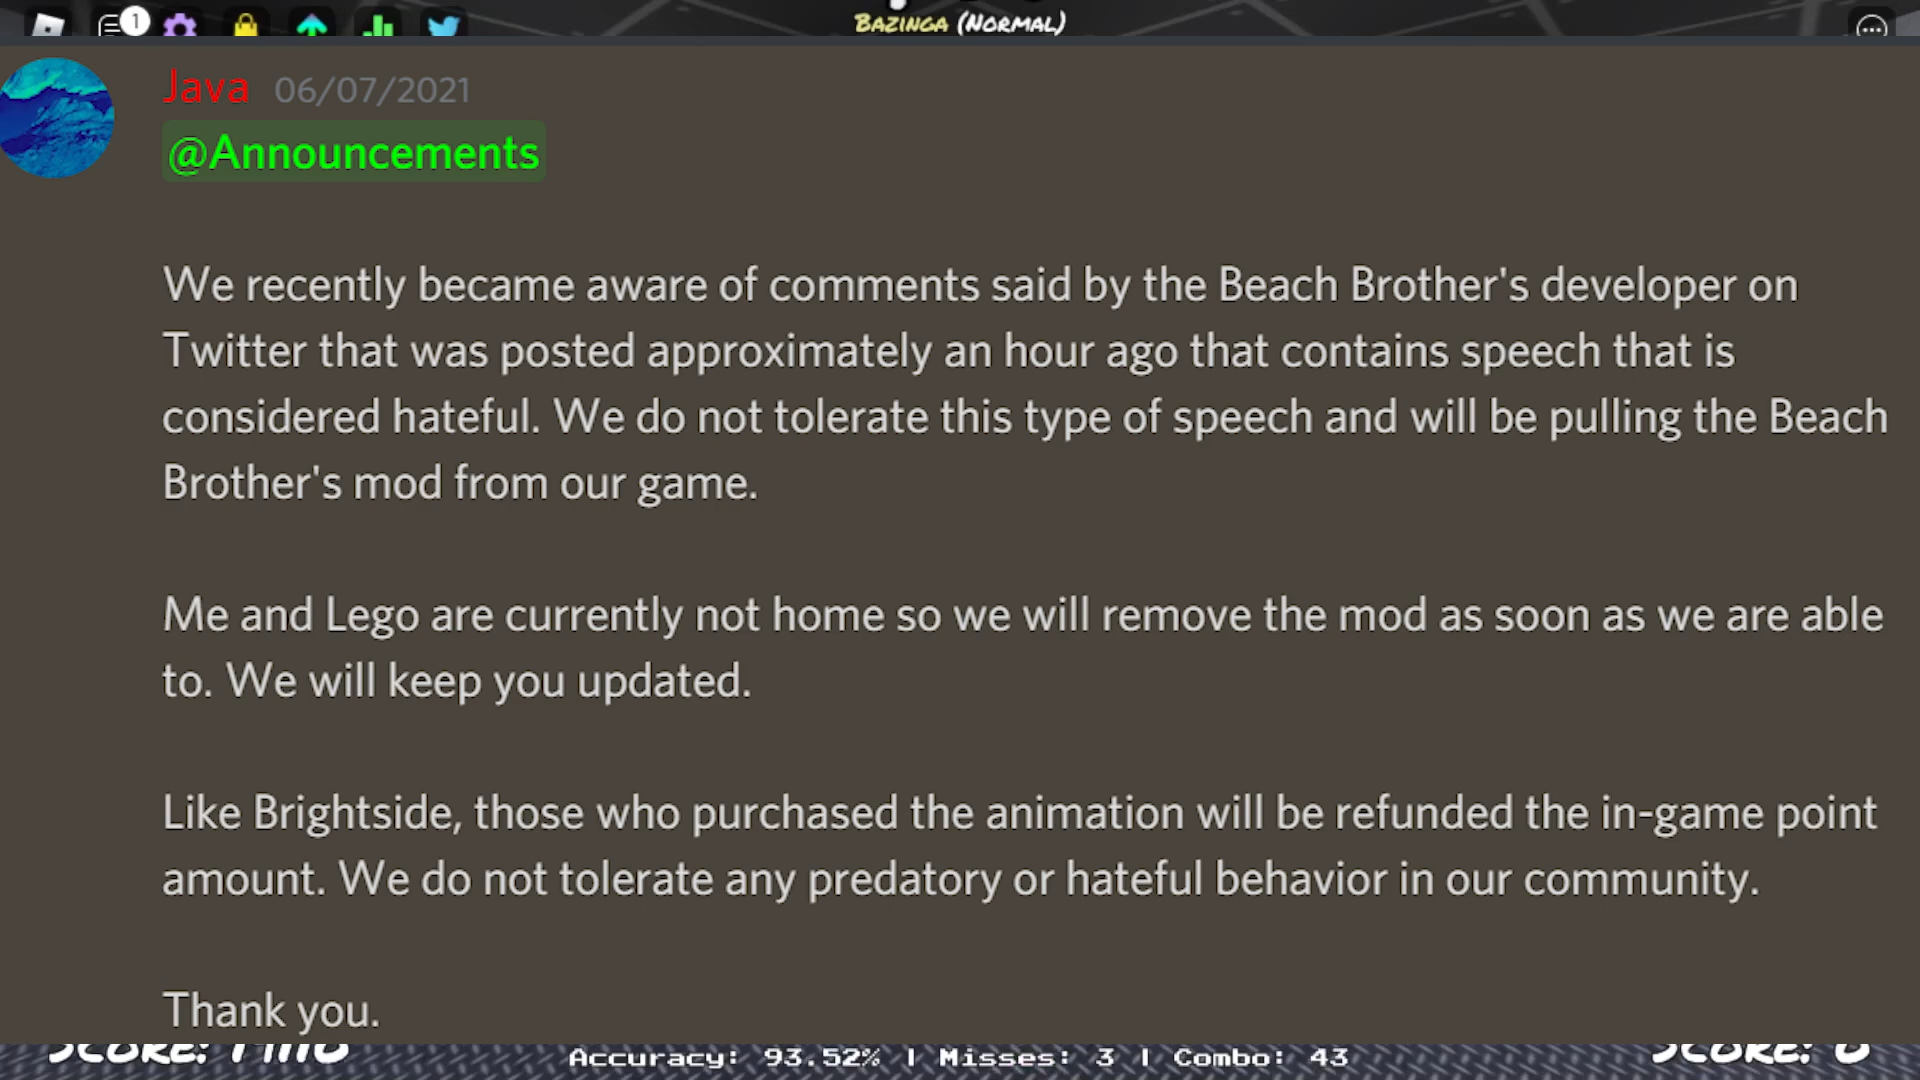 1
BAZINGA (NORMAL)
Java 06/07/2021
@Announcements
We recently became aware of comments said by the Beach Brother's developer on
Twitter that was posted approximately an hour ago that contains speech that is
considered hateful. We do not tolerate this type of speech and will be pulling the Beach
Brother's mod from our game.
Me and Lego are currently not home so we will remove the mod as soon as we are able
to. We will keep you updated.
Like Brightside, those who purchased the animation will be refunded the in-game point
amount. We do not tolerate any predatory or hateful behavior in our community.
Thank you.
SCORE:
Accuracy: 93.52% | Misses: 3 | Combo: 43
SCORE: 0